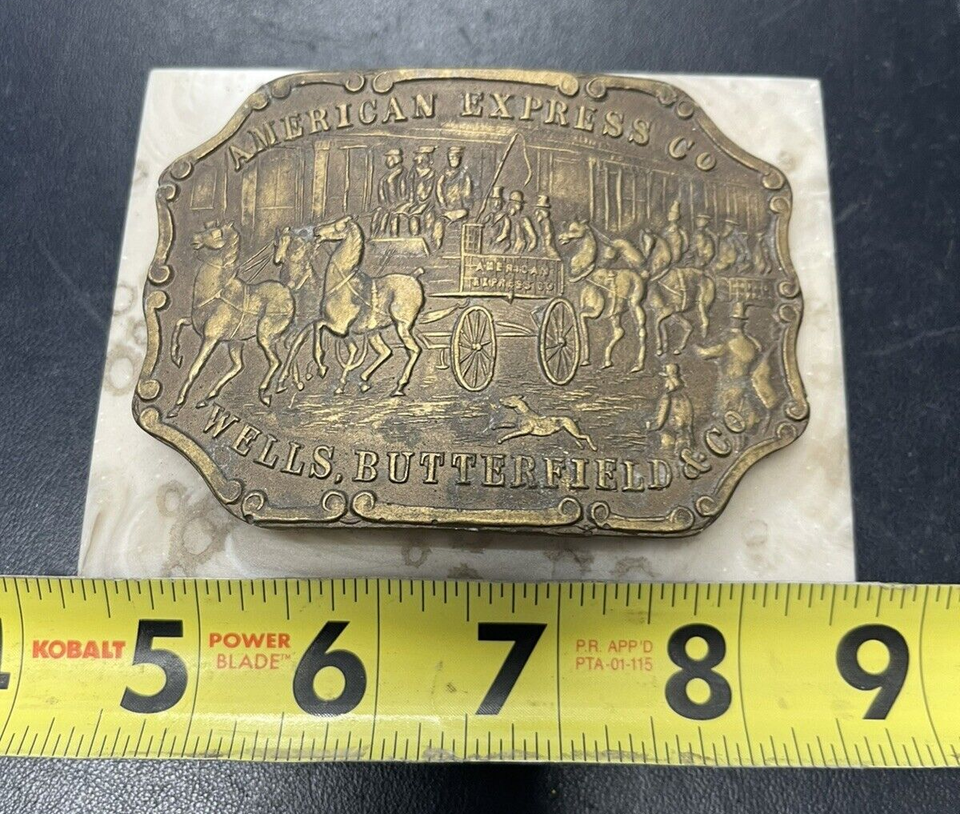 AMERICAN EXPRESS CO
AMERICAN
EXPRESS CO
WELLS, BUTTERFIELD & CO
KOBALT 5 POWER BLADE™ 6 7 P.R. APP'D PTA-01-115 8 9